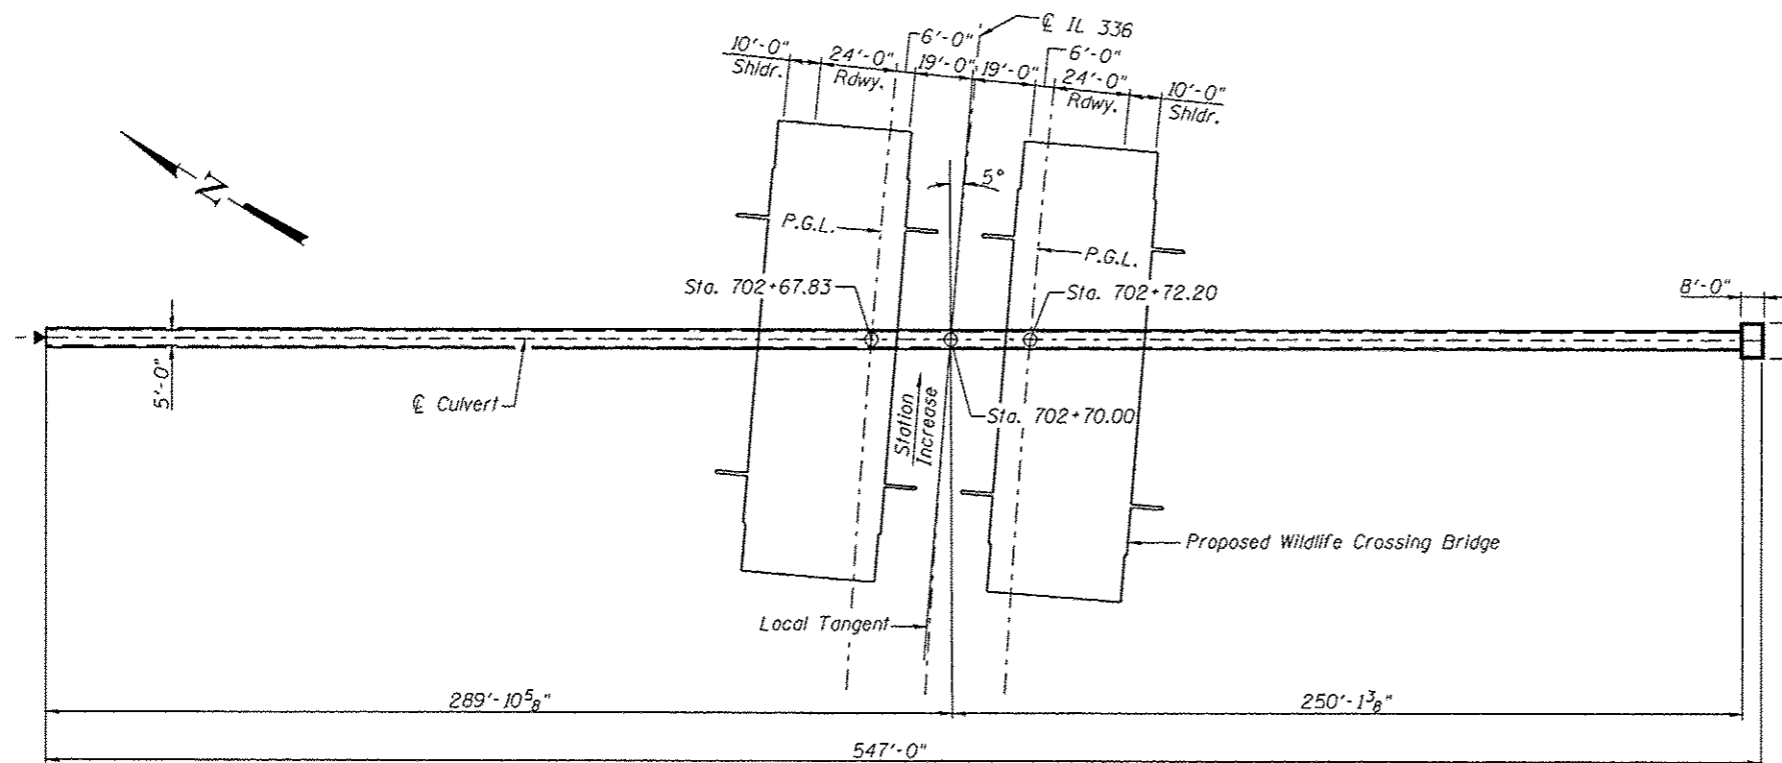 ℄ IL 336
6'-0"
6'-0"
10'-0"
Shldr.
24'-0"
Rdwy.
19'-0"
19'-0"
24'-0"
Rdwy.
10'-0"
Shldr.
N
5°
P.G.L.
P.G.L.
Sta. 702+67.83
Sta. 702+72.20
8'-0"
5'-0"
℄ Culvert
Station
Increase
Sta. 702+70.00
Proposed Wildlife Crossing Bridge
Local Tangent
289'-10⅝"
250'-1⅜"
547'-0"